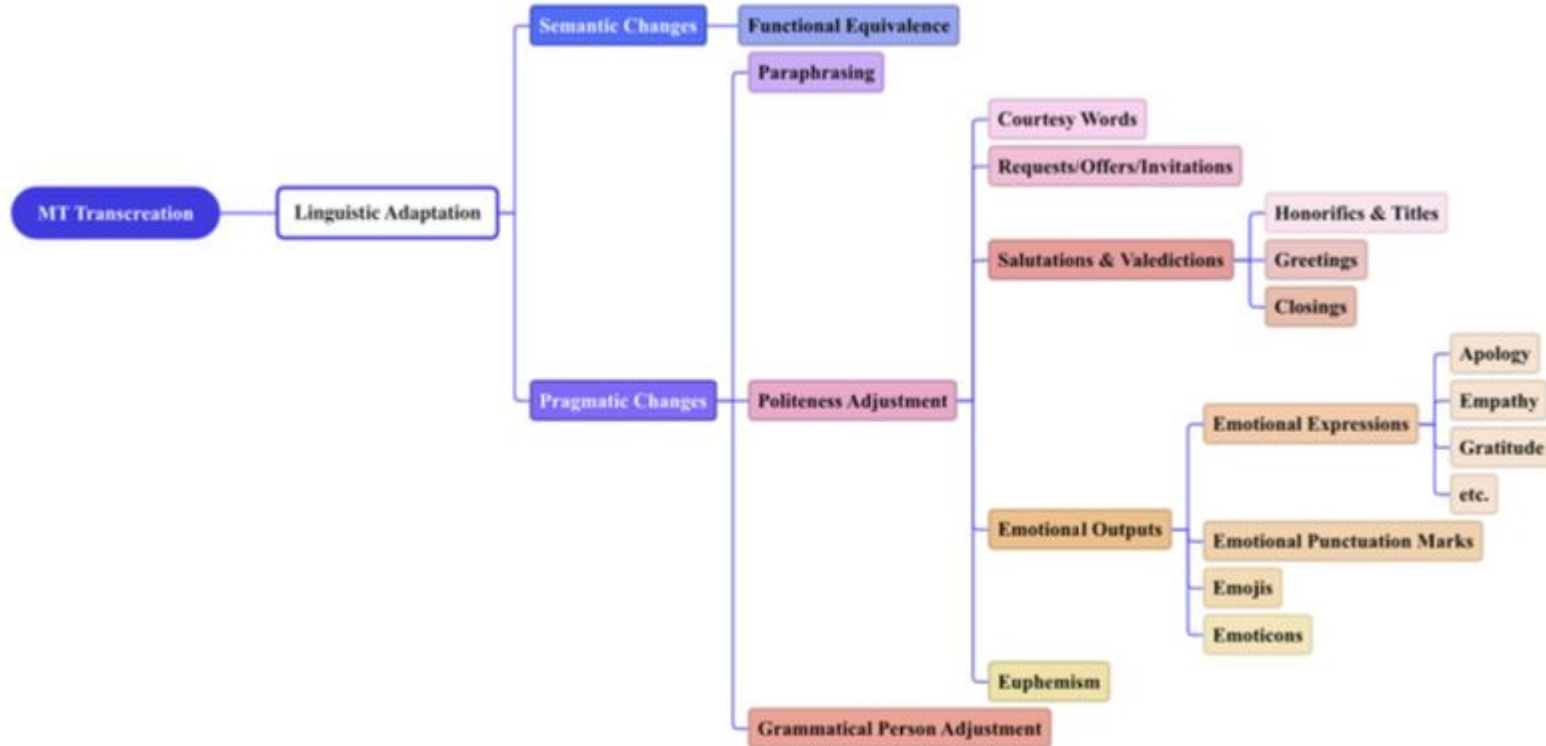 Semantic Changes
Functional Equivalence
Paraphrasing
Courtesy Words
Requests/Offers/Invitations
MT Transcreation
Linguistic Adaptation
Honorifics & Titles
Salutations & Valedictions
Greetings
Closings
Apology
Pragmatic Changes
Politeness Adjustment
Empathy
Emotional Expressions
Gratitude
etc.
Emotional Outputs
Emotional Punctuation Marks
Emojis
Emoticons
Euphemism
Grammatical Person Adjustment